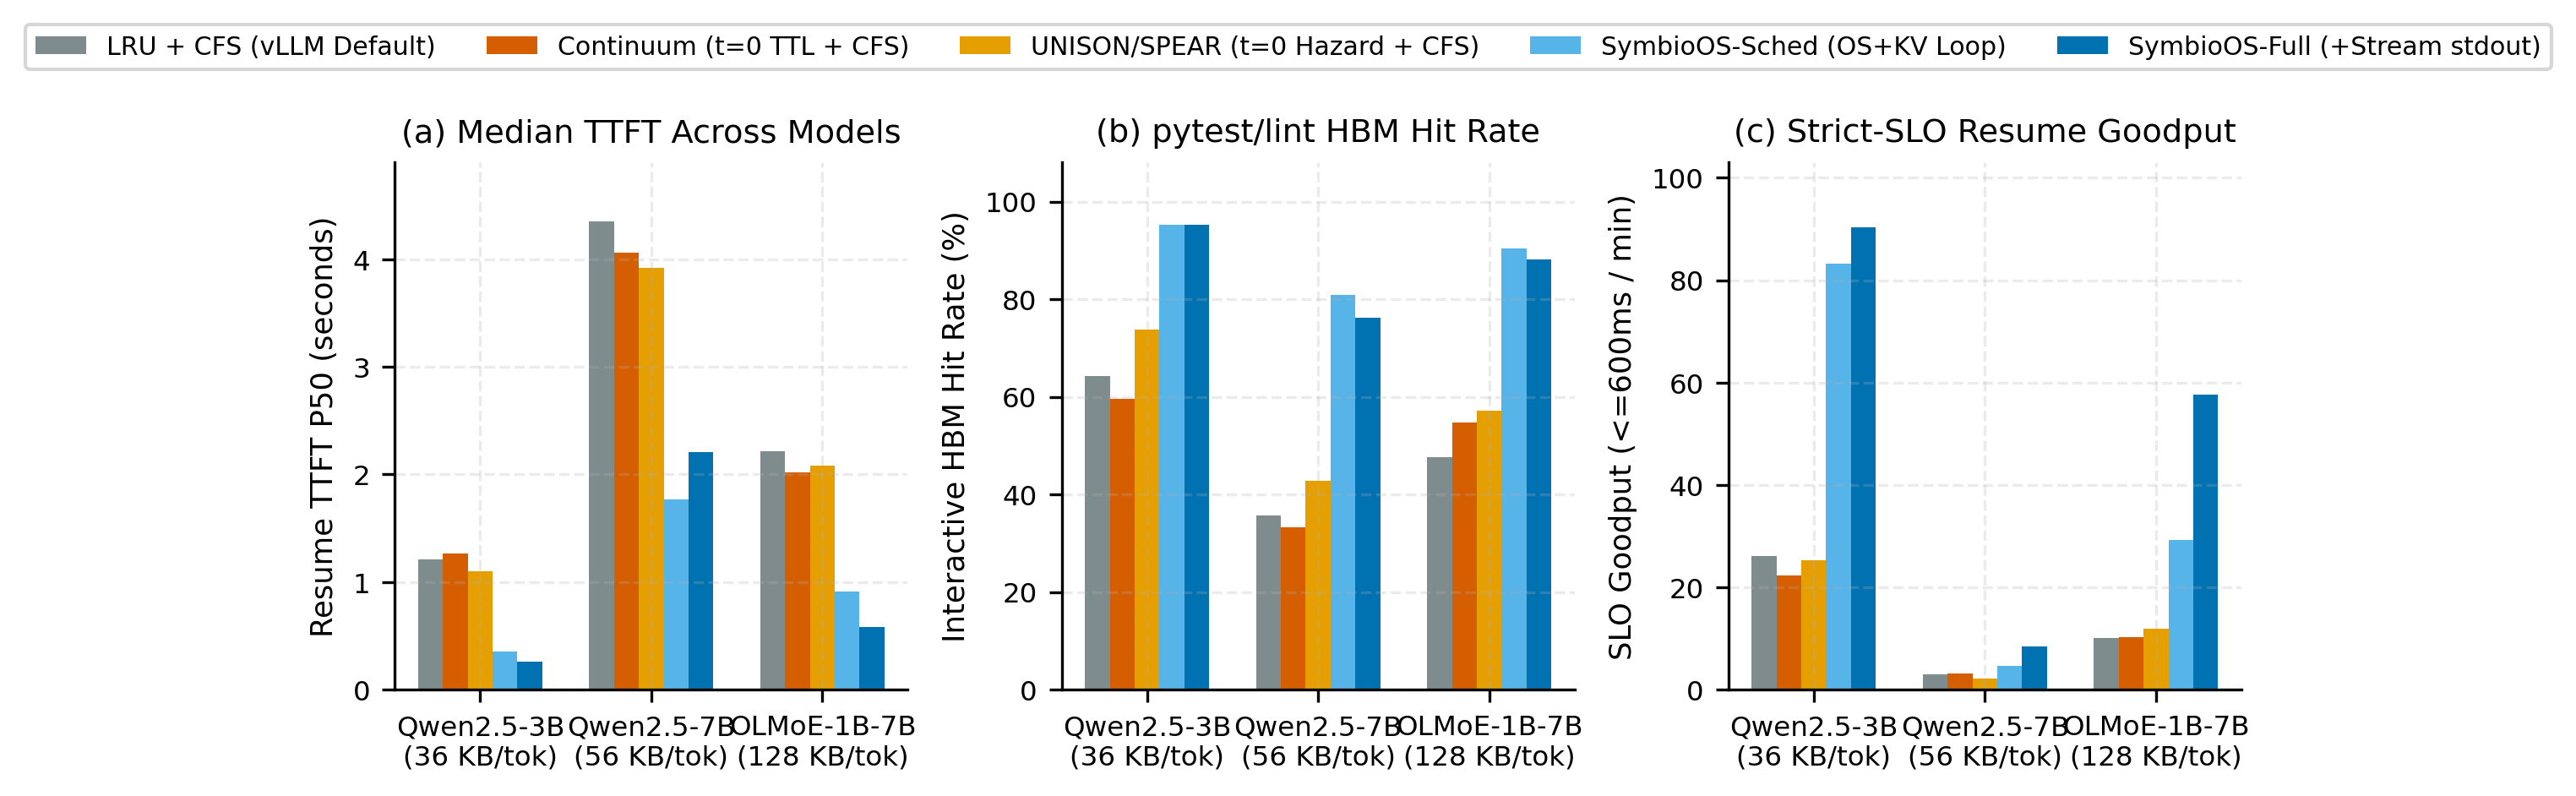 LRU + CFS (vLLM Default)
Continuum (t=0 TTL + CFS)
UNISON/SPEAR (t=0 Hazard + CFS)
SymbioOS-Sched (OS+KV Loop)
SymbioOS-Full (+Stream stdout)
(a) Median TTFT Across Models
Resume TTFT P50 (seconds)
4
3
2
1
0
Qwen2.5-3B
(36 KB/tok)
Qwen2.5-7B
(56 KB/tok)
OLMoE-1B-7B
(128 KB/tok)
(b) pytest/lint HBM Hit Rate
Interactive HBM Hit Rate (%)
100
80
60
40
20
0
Qwen2.5-3B
(36 KB/tok)
Qwen2.5-7B
(56 KB/tok)
OLMoE-1B-7B
(128 KB/tok)
(c) Strict-SLO Resume Goodput
SLO Goodput (<=600ms / min)
100
80
60
40
20
0
Qwen2.5-3B
(36 KB/tok)
Qwen2.5-7B
(56 KB/tok)
OLMoE-1B-7B
(128 KB/tok)